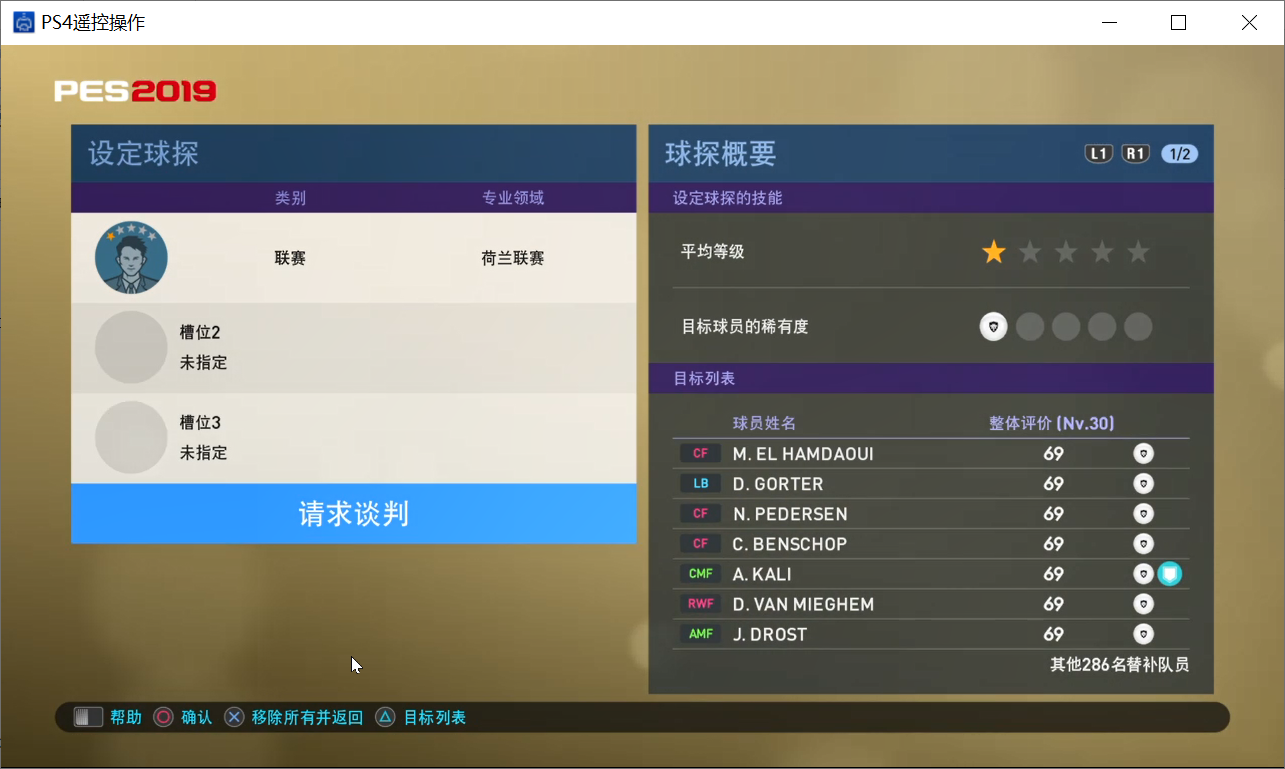 PS4遥控操作
PES2019
设定球探
类别 专业领域
联赛 荷兰联赛
槽位2
未指定
槽位3
未指定
请求谈判
球探概要 L1 R1 1/2
设定球探的技能
平均等级
目标球员的稀有度
目标列表
球员姓名 整体评价 (Nv.30)
CF M. EL HAMDAOUI 69
LB D. GORTER 69
CF N. PEDERSEN 69
CF C. BENSCHOP 69
CMF A. KALI 69
RWF D. VAN MIEGHEM 69
AMF J. DROST 69
其他286名替补队员
帮助 确认 移除所有并返回 目标列表